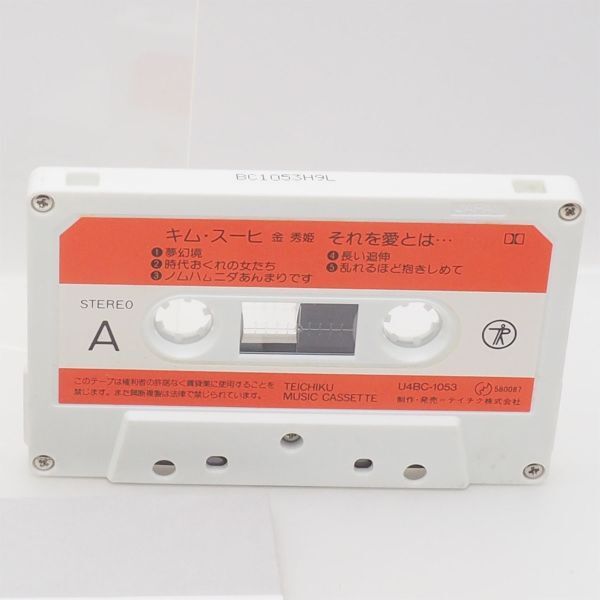 BC1053H9L
キム・スーヒ 金 秀姫 それを愛とは…
❶夢幻境
❷時代おくれの女たち
❸ノムハムニダあんまりです
❹長い追伸
❺乱れるほど抱きしめて
STEREO
A
このテープは権利者の許諾なく賃貸業に使用することを
禁じます。また無断複製は法律で禁じられています。
TEICHIKU
MUSIC CASSETTE
U4BC-1053
580087
制作・発売ーテイチク株式会社